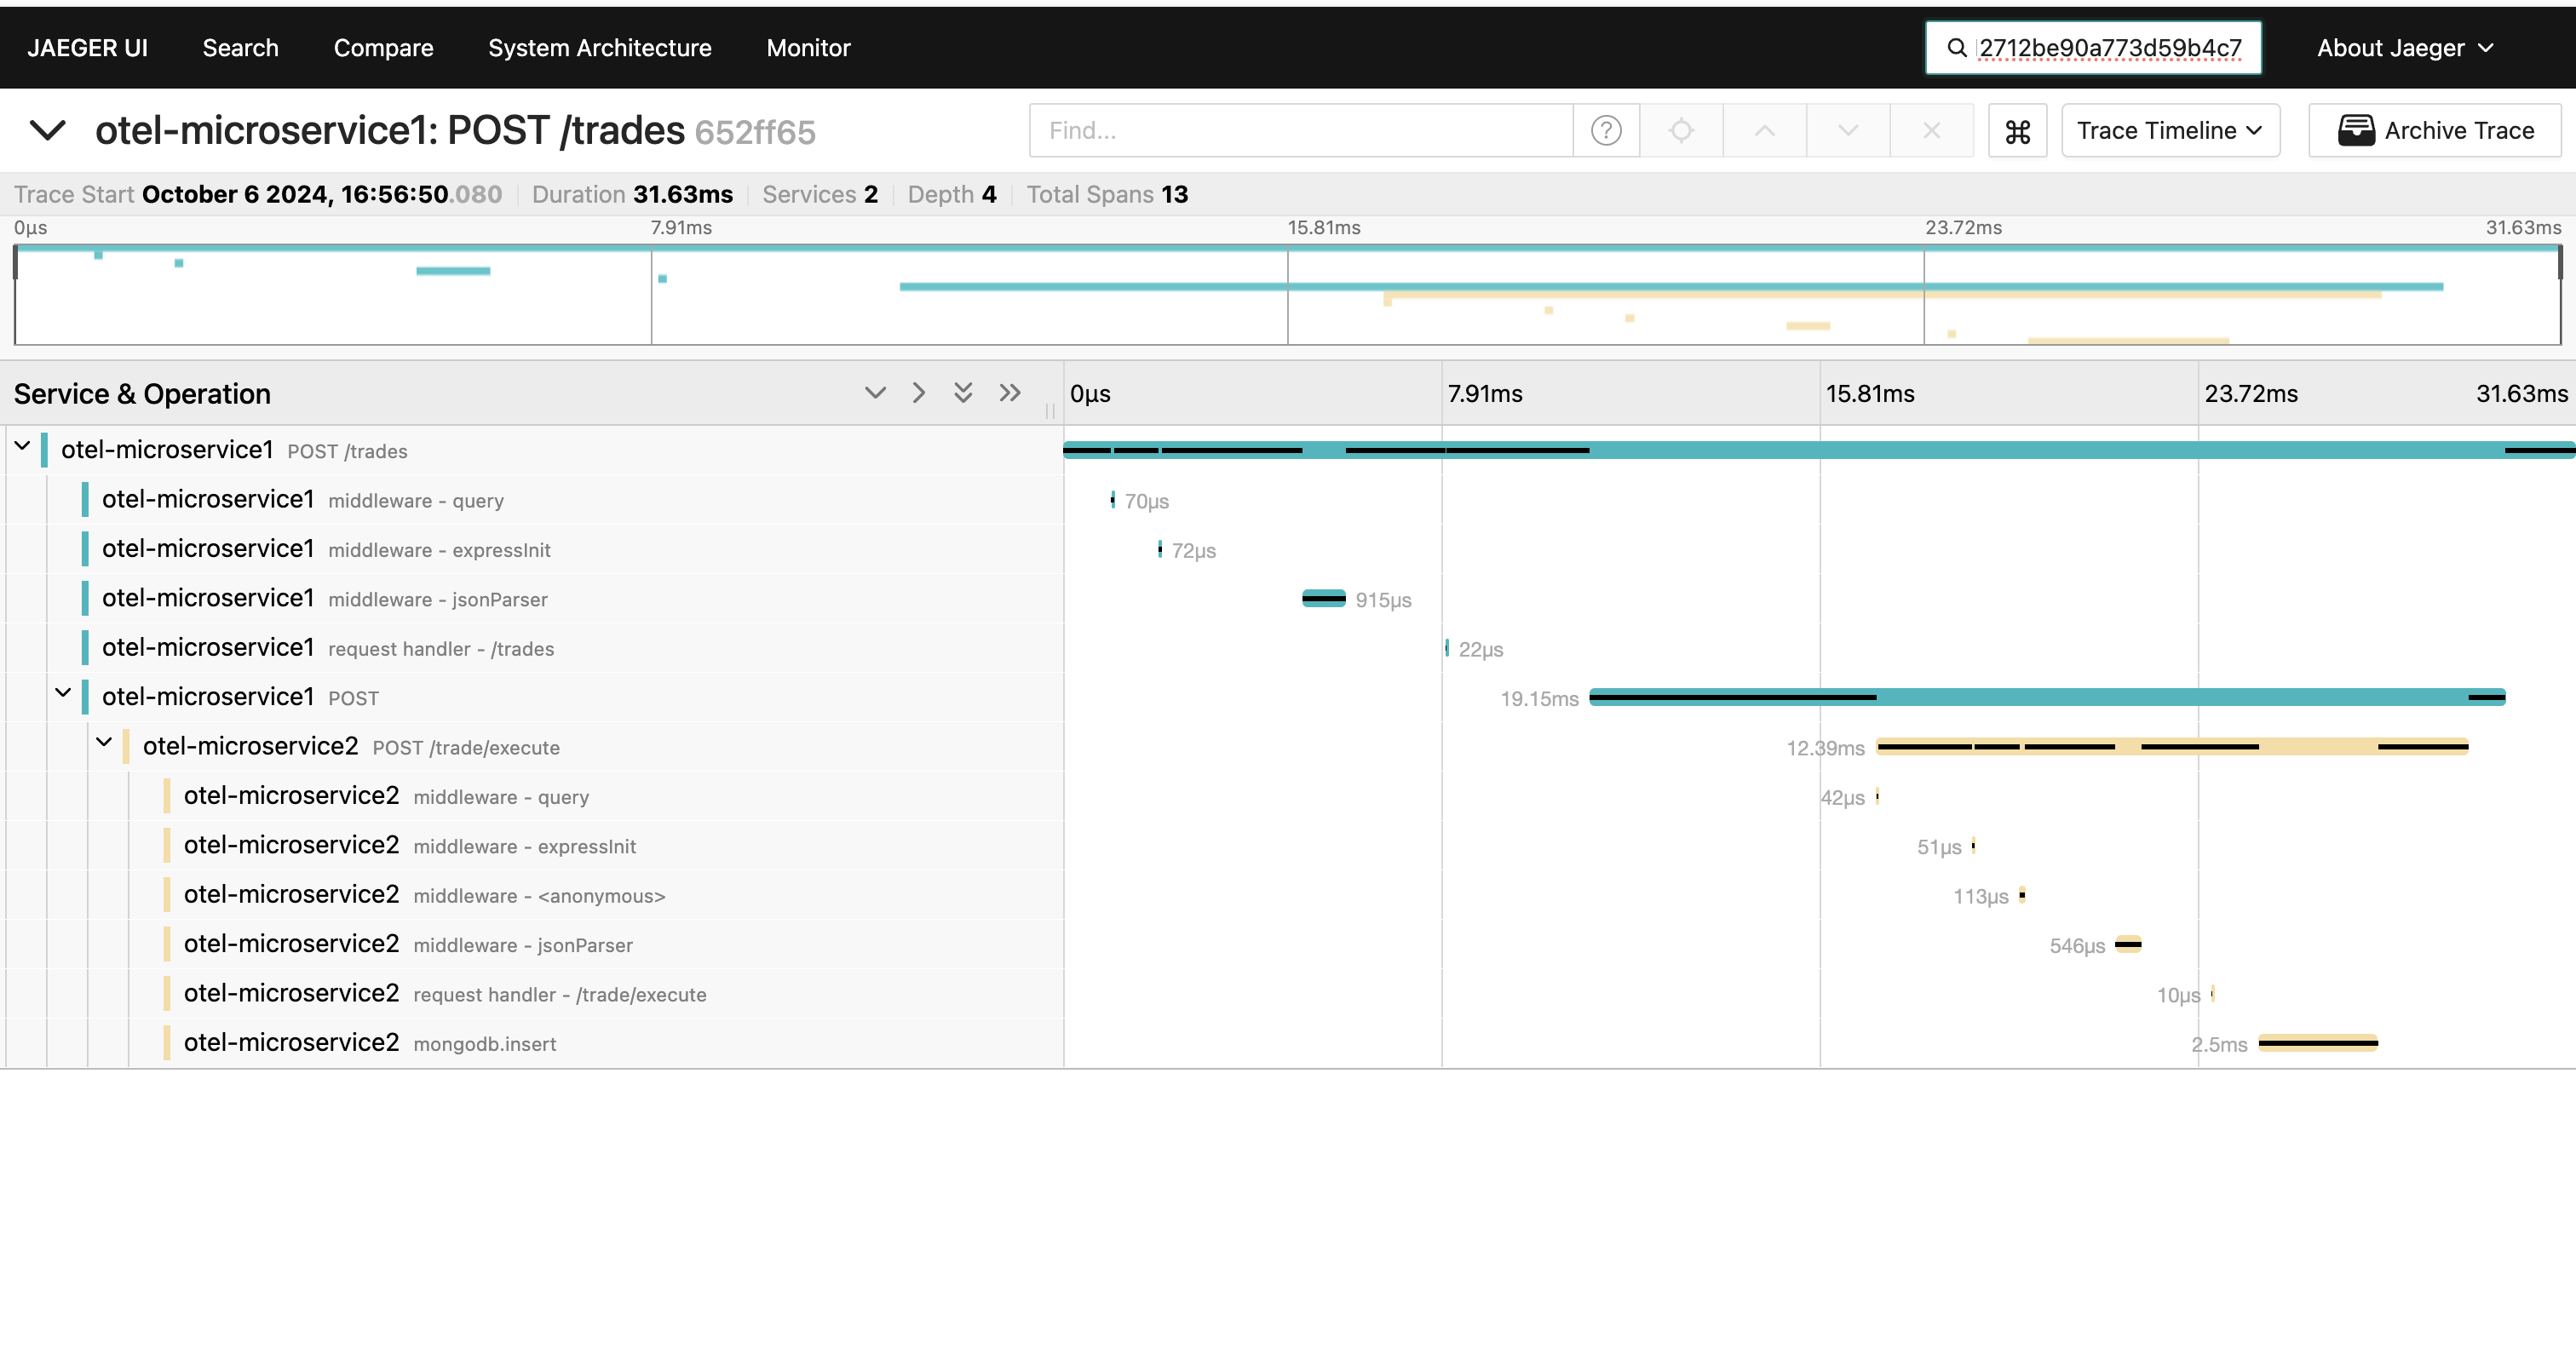 JAEGER UI Search Compare System Architecture Monitor 2712be90a773d59b4c7 About Jaeger
otel-microservice1: POST /trades 652ff65 Find... ? ⌘ Trace Timeline Archive Trace
Trace Start October 6 2024, 16:56:50.080 Duration 31.63ms Services 2 Depth 4 Total Spans 13
0μs 7.91ms 15.81ms 23.72ms 31.63ms
Service & Operation 0μs 7.91ms 15.81ms 23.72ms 31.63ms
otel-microservice1 POST /trades
otel-microservice1 middleware - query 70μs
otel-microservice1 middleware - expressInit 72μs
otel-microservice1 middleware - jsonParser 915μs
otel-microservice1 request handler - /trades 22μs
otel-microservice1 POST 19.15ms
otel-microservice2 POST /trade/execute 12.39ms
otel-microservice2 middleware - query 42μs
otel-microservice2 middleware - expressInit 51μs
otel-microservice2 middleware - <anonymous> 113μs
otel-microservice2 middleware - jsonParser 546μs
otel-microservice2 request handler - /trade/execute 10μs
otel-microservice2 mongodb.insert 2.5ms